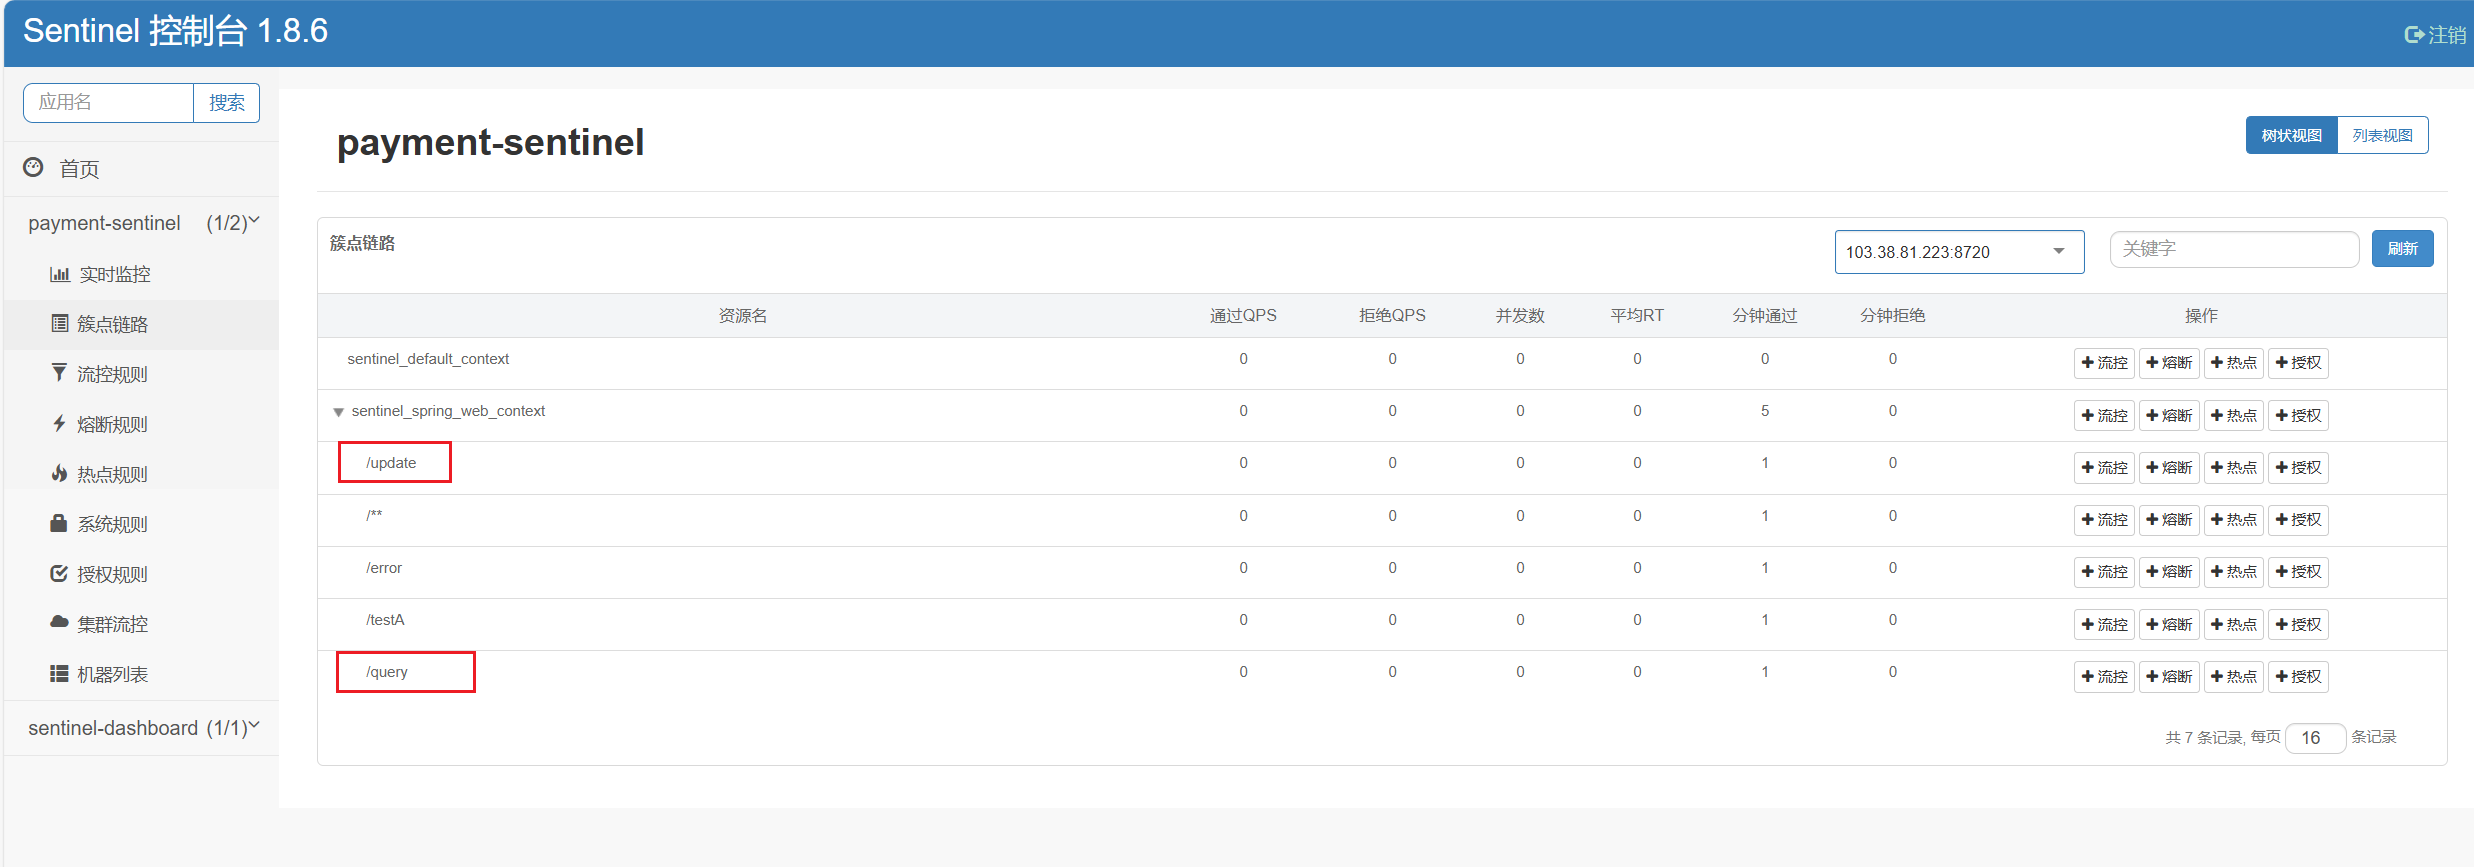 Sentinel 控制台 1.8.6
注销
应用名 搜索
首页
payment-sentinel (1/2)
实时监控
簇点链路
流控规则
熔断规则
热点规则
系统规则
授权规则
集群流控
机器列表
sentinel-dashboard (1/1)
payment-sentinel
树状视图 列表视图
簇点链路
103.38.81.223:8720 关键字 刷新
资源名 通过QPS 拒绝QPS 并发数 平均RT 分钟通过 分钟拒绝 操作
sentinel_default_context 0 0 0 0 0 0 流控 熔断 热点 授权
sentinel_spring_web_context 0 0 0 0 5 0 流控 熔断 热点 授权
/update 0 0 0 0 1 0 流控 熔断 热点 授权
/** 0 0 0 0 1 0 流控 熔断 热点 授权
/error 0 0 0 0 1 0 流控 熔断 热点 授权
/testA 0 0 0 0 1 0 流控 熔断 热点 授权
/query 0 0 0 0 1 0 流控 熔断 热点 授权
共 7 条记录, 每页 16 条记录